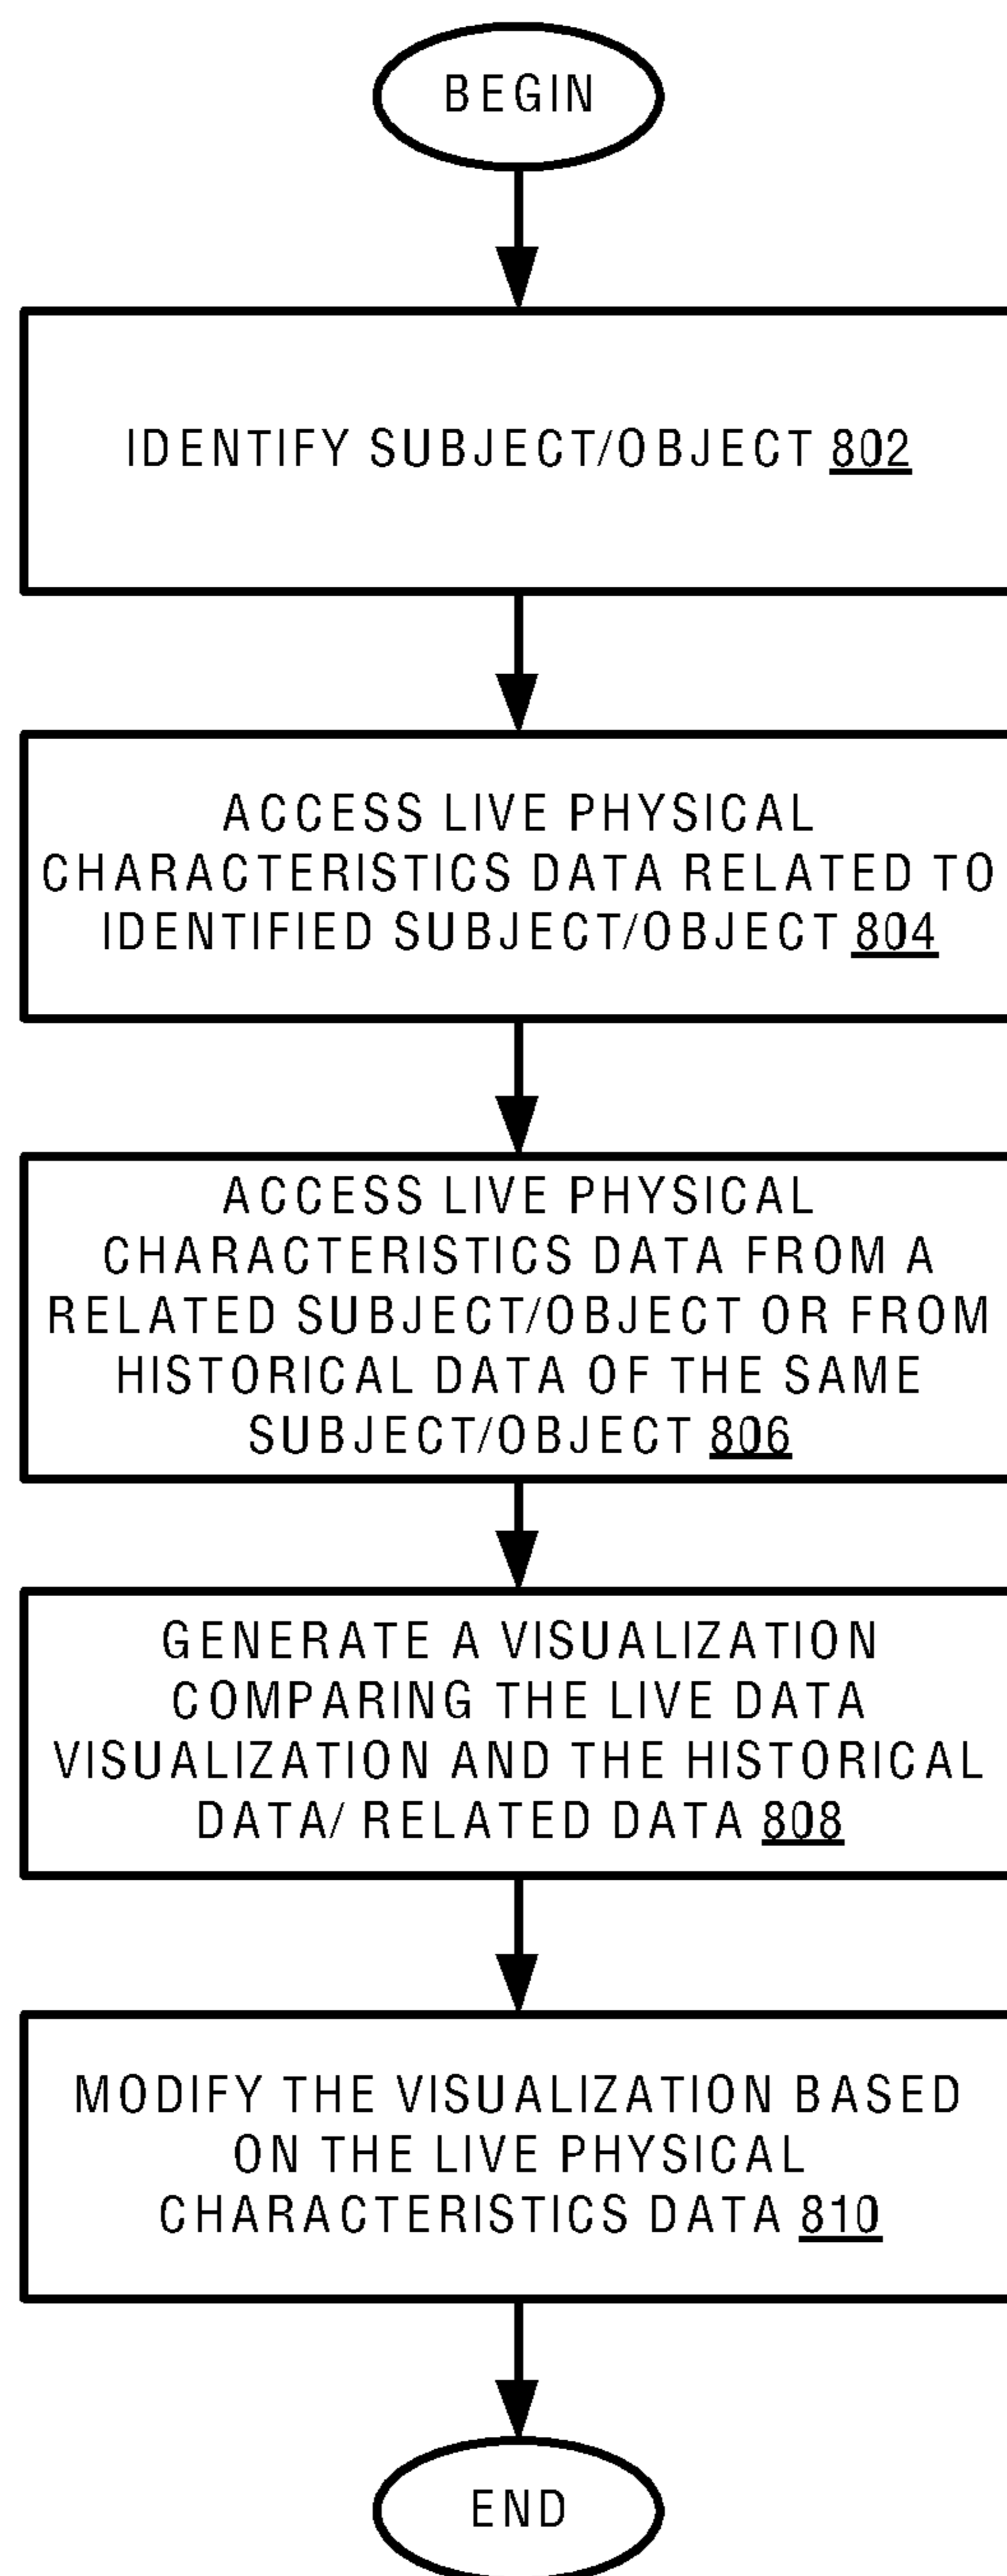 BEGIN
IDENTIFY SUBJECT/OBJECT 802
ACCESS LIVE PHYSICAL
CHARACTERISTICS DATA RELATED TO
IDENTIFIED SUBJECT/OBJECT 804
ACCESS LIVE PHYSICAL
CHARACTERISTICS DATA FROM A
RELATED SUBJECT/OBJECT OR FROM
HISTORICAL DATA OF THE SAME
SUBJECT/OBJECT 806
GENERATE A VISUALIZATION
COMPARING THE LIVE DATA
VISUALIZATION AND THE HISTORICAL
DATA/ RELATED DATA 808
MODIFY THE VISUALIZATION BASED
ON THE LIVE PHYSICAL
CHARACTERISTICS DATA 810
END